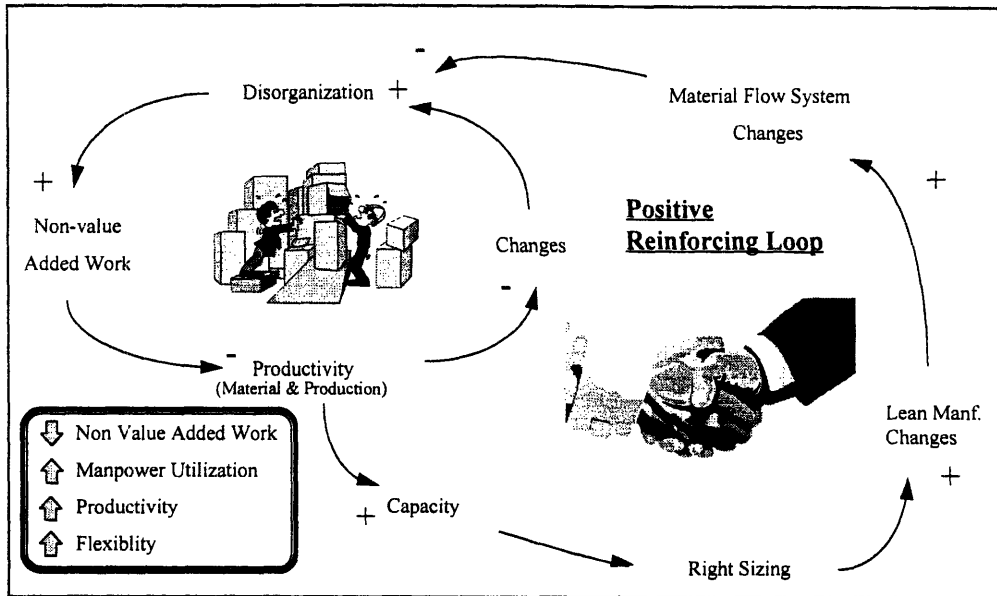 -
Disorganization +
Material Flow System
Changes
+
Non-value
Added Work
+
Positive
Reinforcing Loop
Changes
-
-
Productivity
(Material & Production)
Lean Manf.
Changes
+
Non Value Added Work
Manpower Utilization
Productivity
Flexiblity
+ Capacity
Right Sizing